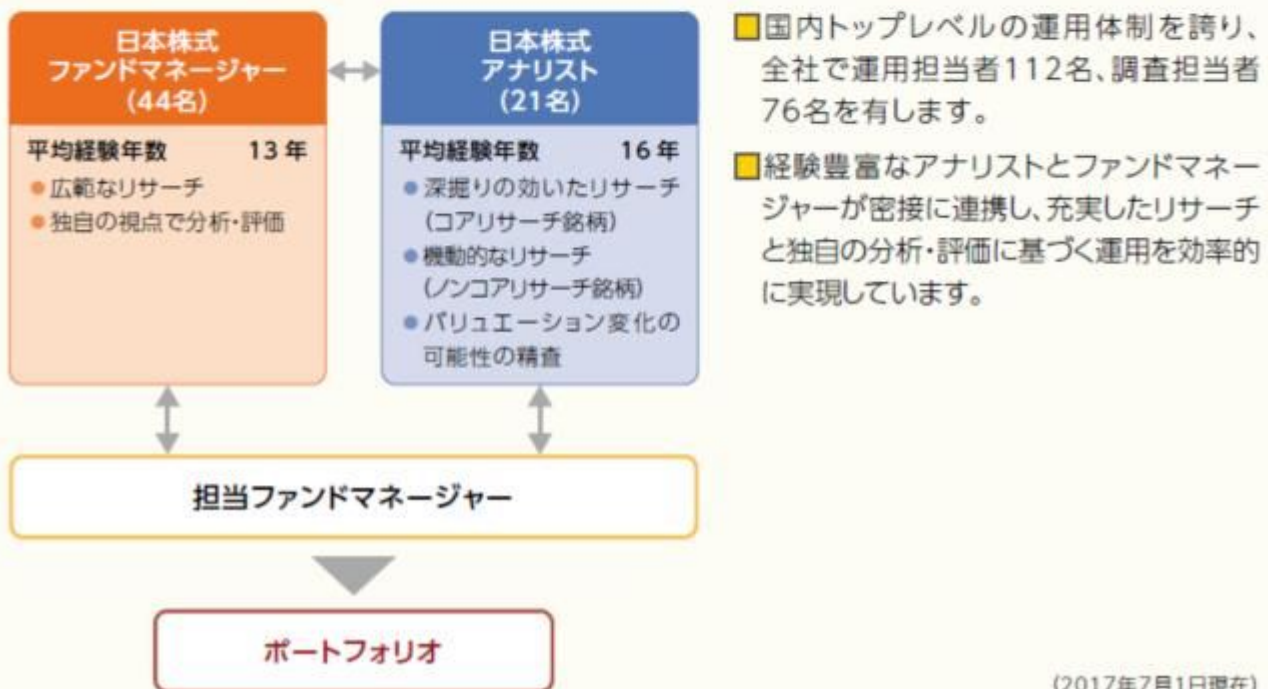 日本株式
ファンドマネージャー
(44名)
平均経験年数 13年
●広範なリサーチ
●独自の視点で分析・評価
日本株式
アナリスト
(21名)
平均経験年数 16年
●深掘りの効いたリサーチ
(コアリサーチ銘柄)
●機動的なリサーチ
(ノンコアリサーチ銘柄)
●バリュエーション変化の
可能性の精査
担当ファンドマネージャー
ポートフォリオ
■国内トップレベルの運用体制を誇り、
全社で運用担当者112名、調査担当者
76名を有します。
■経験豊富なアナリストとファンドマネー
ジャーが密接に連携し、充実したリサーチ
と独自の分析・評価に基づく運用を効率的
に実現しています。
(2017年7月1日現在)